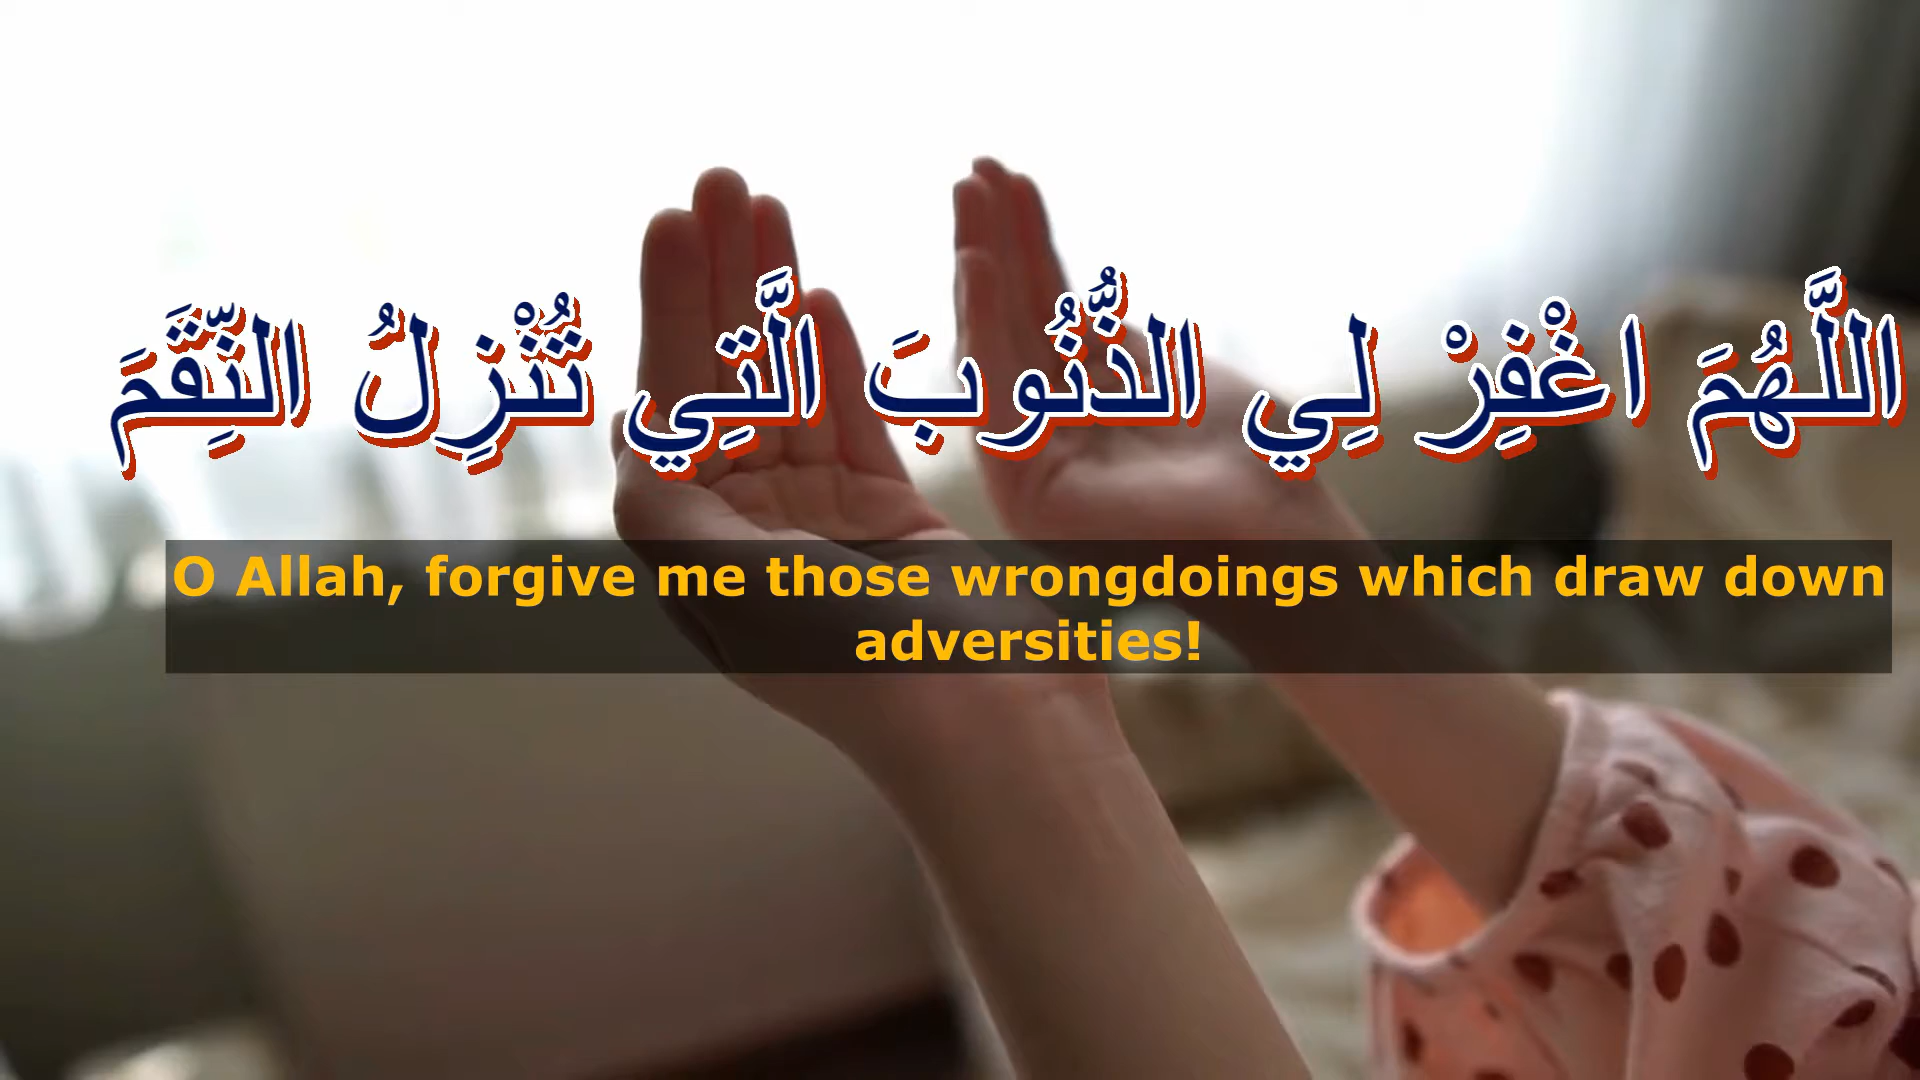 اللَّهُمَ اغْفِرْ لِي الذُّنُوبَ الَّتِي تُنْزِلُ النِّقَمَ
O Allah, forgive me those wrongdoings which draw down
adversities!